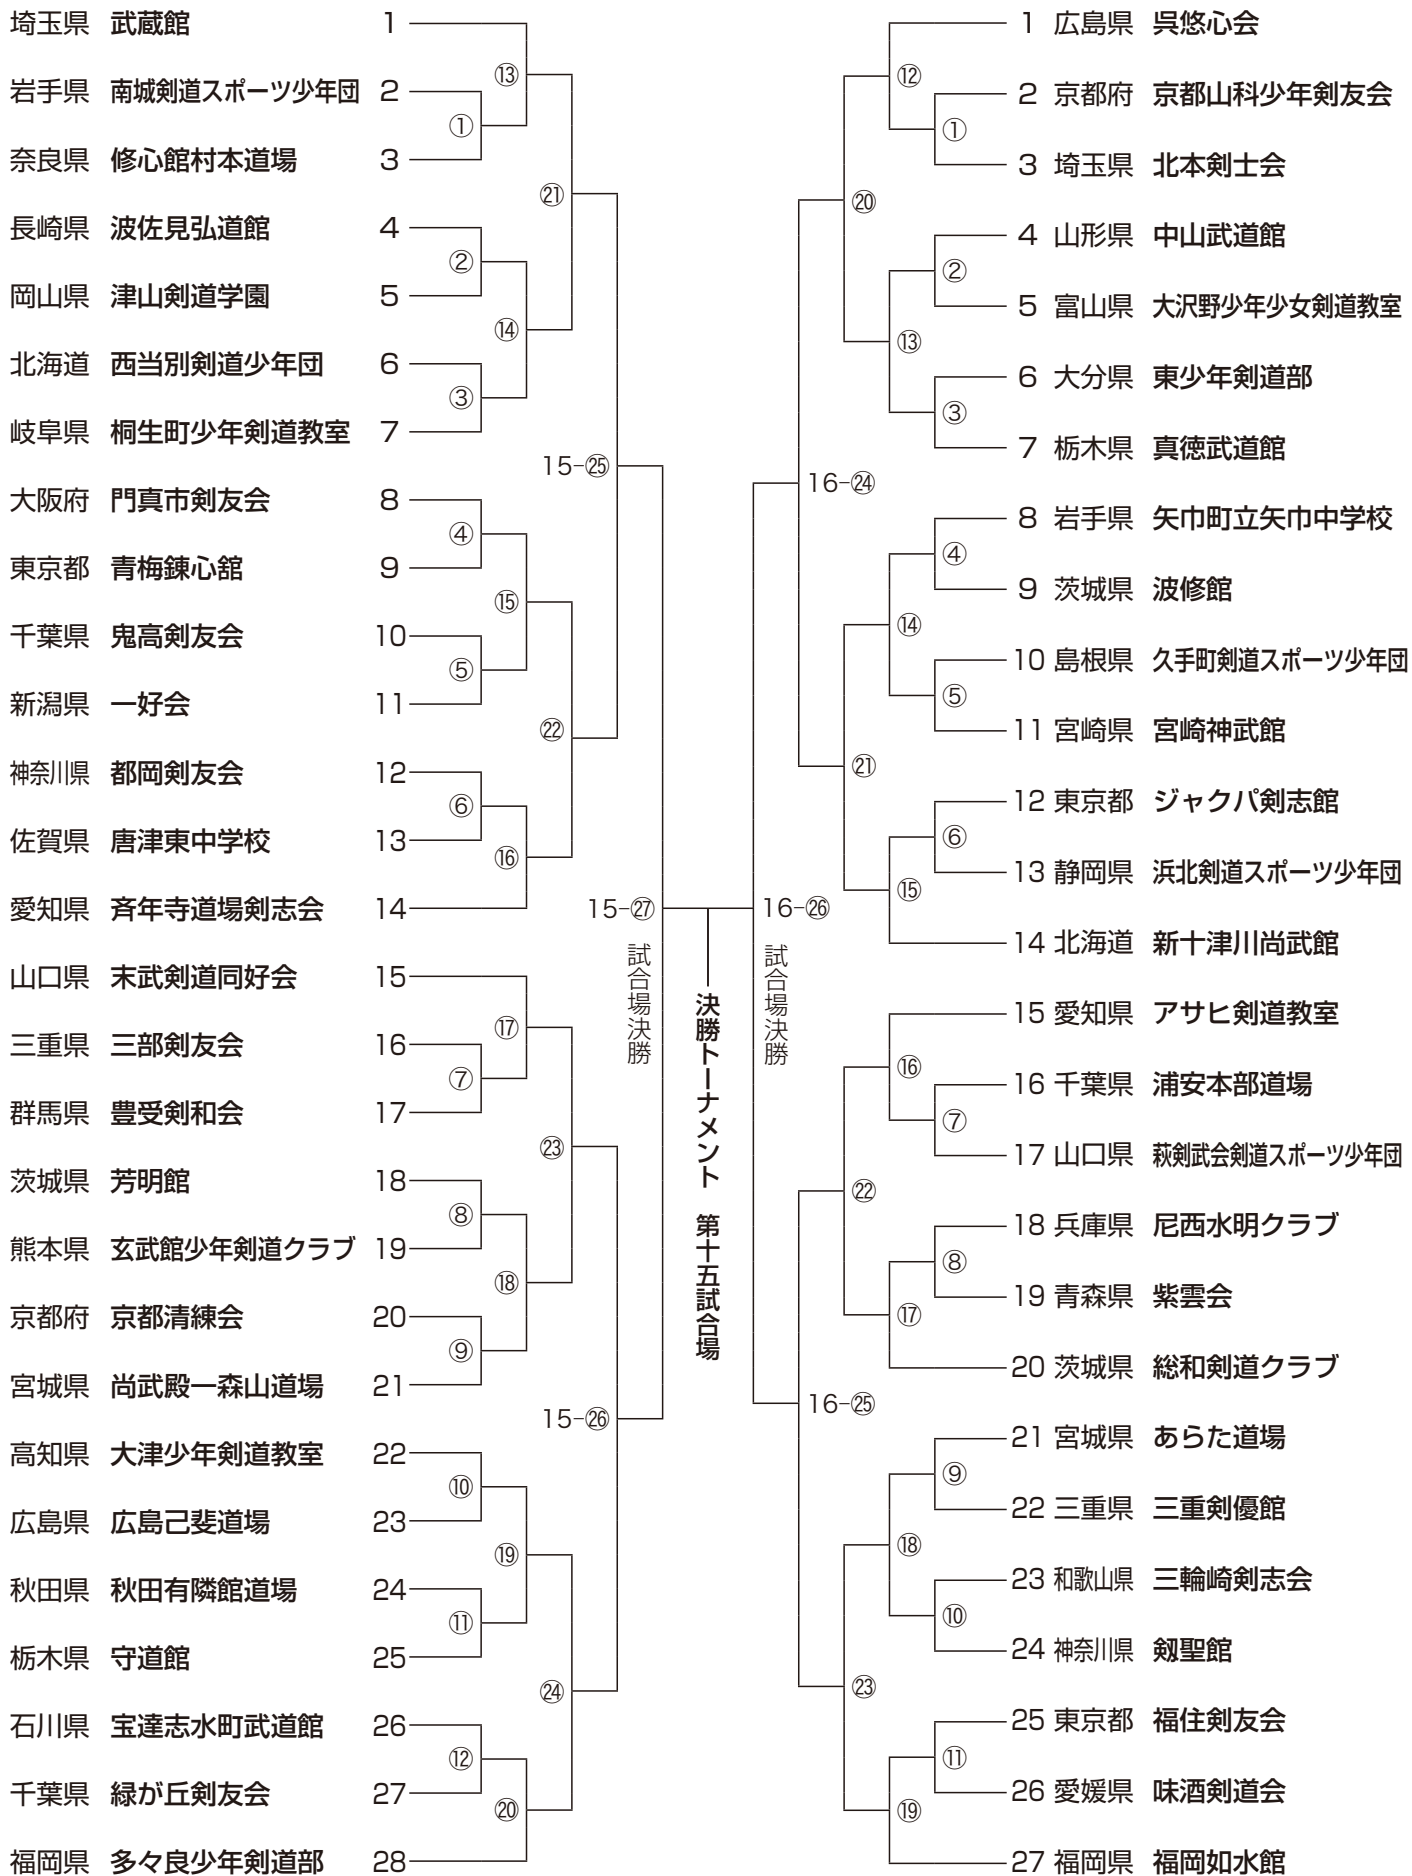 埼玉県 武蔵館 1
岩手県 南城剣道スポーツ少年団 2
奈良県 修心館村本道場 3
長崎県 波佐見弘道館 4
岡山県 津山剣道学園 5
北海道 西当別剣道少年団 6
岐阜県 桐生町少年剣道教室 7
大阪府 門真市剣友会 8
東京都 青梅錬心舘 9
千葉県 鬼高剣友会 10
新潟県 一好会 11
神奈川県 都岡剣友会 12
佐賀県 唐津東中学校 13
愛知県 斉年寺道場剣志会 14
山口県 末武剣道同好会 15
三重県 三部剣友会 16
群馬県 豊受剣和会 17
茨城県 芳明館 18
熊本県 玄武館少年剣道クラブ 19
京都府 京都清練会 20
宮城県 尚武殿一森山道場 21
高知県 大津少年剣道教室 22
広島県 広島己斐道場 23
秋田県 秋田有隣館道場 24
栃木県 守道館 25
石川県 宝達志水町武道館 26
千葉県 緑が丘剣友会 27
福岡県 多々良少年剣道部 28
①
②
③
④
⑤
⑥
⑦
⑧
⑨
⑩
⑪
⑫
⑬
⑭
⑮
⑯
⑰
⑱
⑲
⑳
㉑
㉒
㉓
㉔
15-㉕
15-㉖
15-㉗
試合場決勝
決勝トーナメント 第十五試合場
16-㉖
試合場決勝
16-㉔
16-㉕
⑳
㉑
㉒
㉓
⑫
⑬
⑭
⑮
⑯
⑰
⑱
⑲
①
②
③
④
⑤
⑥
⑦
⑧
⑨
⑩
⑪
1 広島県 呉悠心会
2 京都府 京都山科少年剣友会
3 埼玉県 北本剣士会
4 山形県 中山武道館
5 富山県 大沢野少年少女剣道教室
6 大分県 東少年剣道部
7 栃木県 真徳武道館
8 岩手県 矢巾町立矢巾中学校
9 茨城県 波修館
10 島根県 久手町剣道スポーツ少年団
11 宮崎県 宮崎神武館
12 東京都 ジャクパ剣志館
13 静岡県 浜北剣道スポーツ少年団
14 北海道 新十津川尚武館
15 愛知県 アサヒ剣道教室
16 千葉県 浦安本部道場
17 山口県 萩剣武会剣道スポーツ少年団
18 兵庫県 尼西水明クラブ
19 青森県 紫雲会
20 茨城県 総和剣道クラブ
21 宮城県 あらた道場
22 三重県 三重剣優館
23 和歌山県 三輪崎剣志会
24 神奈川県 剱聖館
25 東京都 福住剣友会
26 愛媛県 味酒剣道会
27 福岡県 福岡如水館